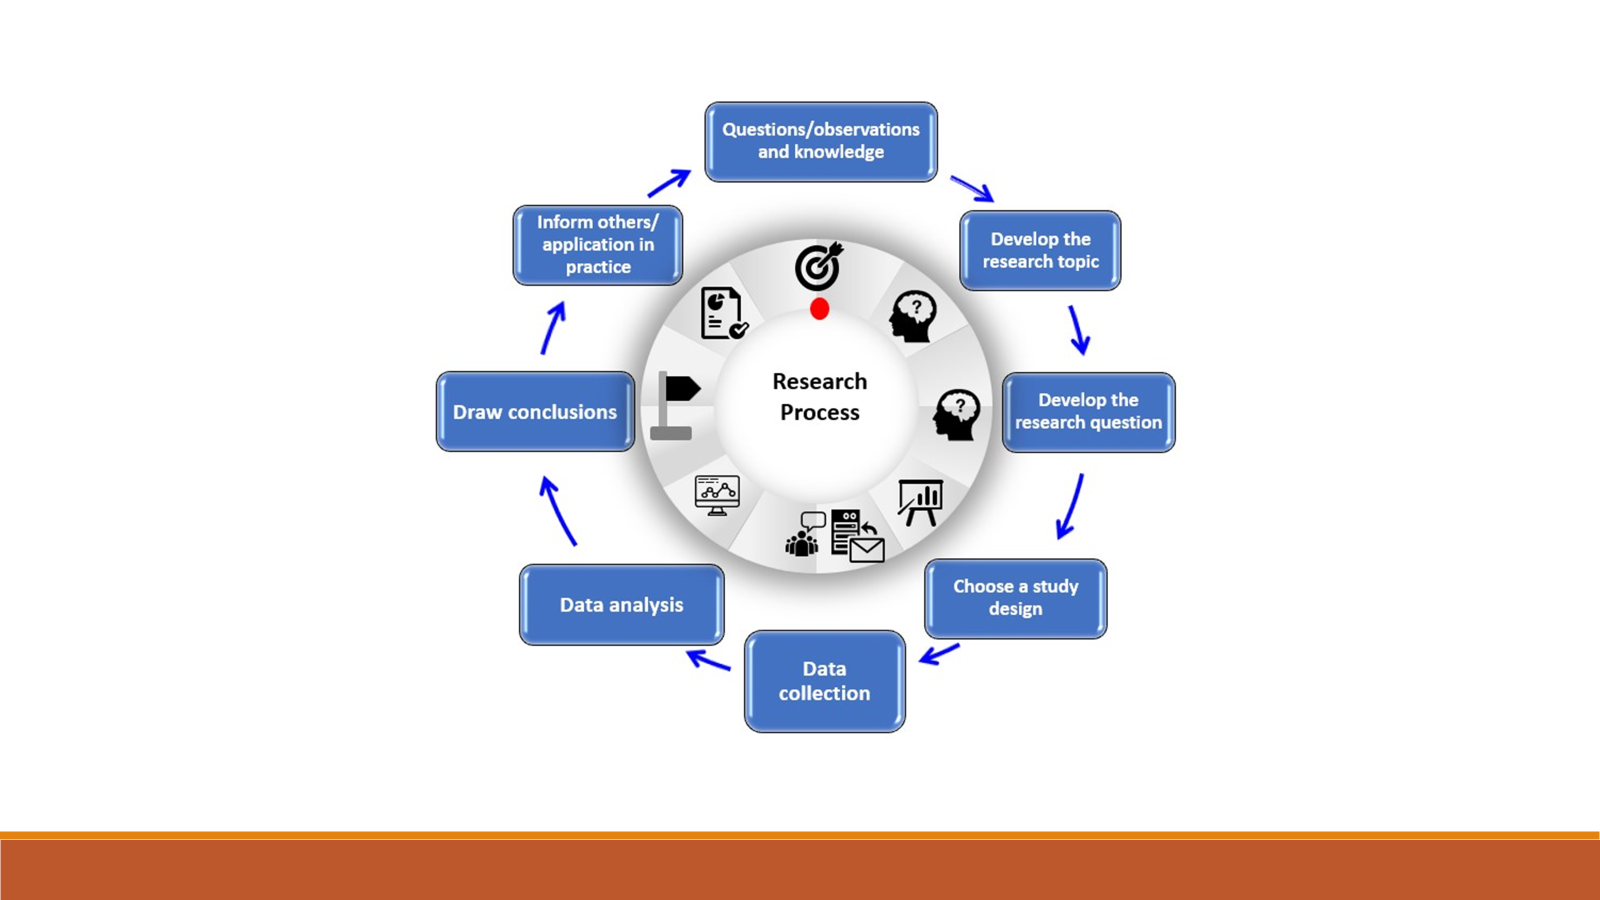 Questions/observations
and knowledge
Develop the
research topic
Develop the
research question
Choose a study
design
Data
collection
Data analysis
Draw conclusions
Inform others/
application in
practice
Research
Process
?
?